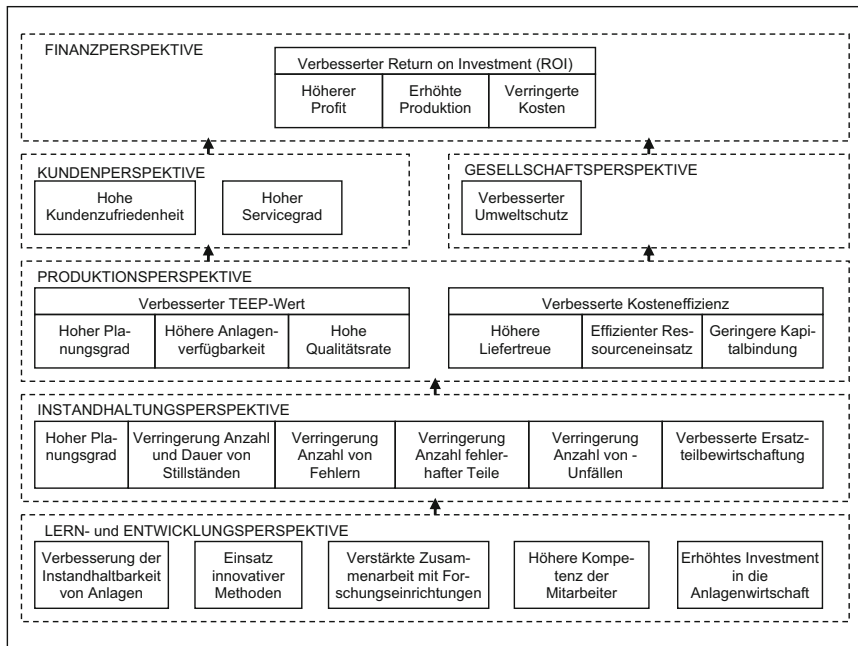 FINANZPERSPEKTIVE
Verbesserter Return on Investment (ROI)
Höherer
Profit
Erhöhte
Produktion
Verringerte
Kosten
KUNDENPERSPEKTIVE
Hohe
Kundenzufriedenheit
Hoher
Servicegrad
GESELLSCHAFTSPERSPEKTIVE
Verbesserter
Umweltschutz
PRODUKTIONSPERSPEKTIVE
Verbesserter TEEP-Wert
Hoher Pla-
nungsgrad
Höhere Anlagen-
verfügbarkeit
Hohe
Qualitätsrate
Verbesserte Kosteneffizienz
Höhere
Liefertreue
Effizienter Res-
sourceneinsatz
Geringere Kapi-
talbindung
INSTANDHALTUNGSPERSPEKTIVE
Hoher Pla-
nungsgrad
Verringerung Anzahl
und Dauer von
Stillständen
Verringerung
Anzahl von
Fehlern
Verringerung
Anzahl fehler-
hafter Teile
Verringerung
Anzahl von -
Unfällen
Verbesserte Ersatz-
teilbewirtschaftung
LERN- und ENTWICKLUNGSPERSPEKTIVE
Verbesserung der
Instandhaltbarkeit
von Anlagen
Einsatz
innovativer
Methoden
Verstärkte Zusam-
menarbeit mit For-
schungseinrichtungen
Höhere Kompe-
tenz der
Mitarbeiter
Erhöhtes Investment
in die
Anlagenwirtschaft